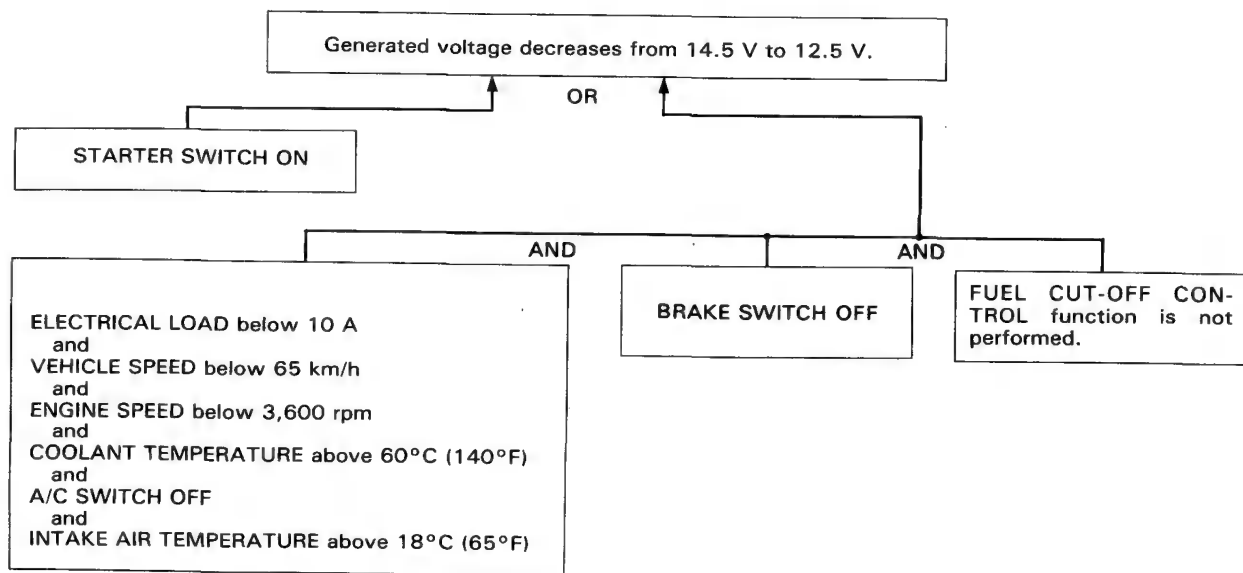 Generated voltage decreases from 14.5 V to 12.5 V.
OR
STARTER SWITCH ON
AND
AND
ELECTRICAL LOAD below 10 A
and
VEHICLE SPEED below 65 km/h
and
ENGINE SPEED below 3,600 rpm
and
COOLANT TEMPERATURE above 60°C (140°F)
and
A/C SWITCH OFF
and
INTAKE AIR TEMPERATURE above 18°C (65°F)
BRAKE SWITCH OFF
FUEL CUT-OFF CON-
TROL function is not
performed.